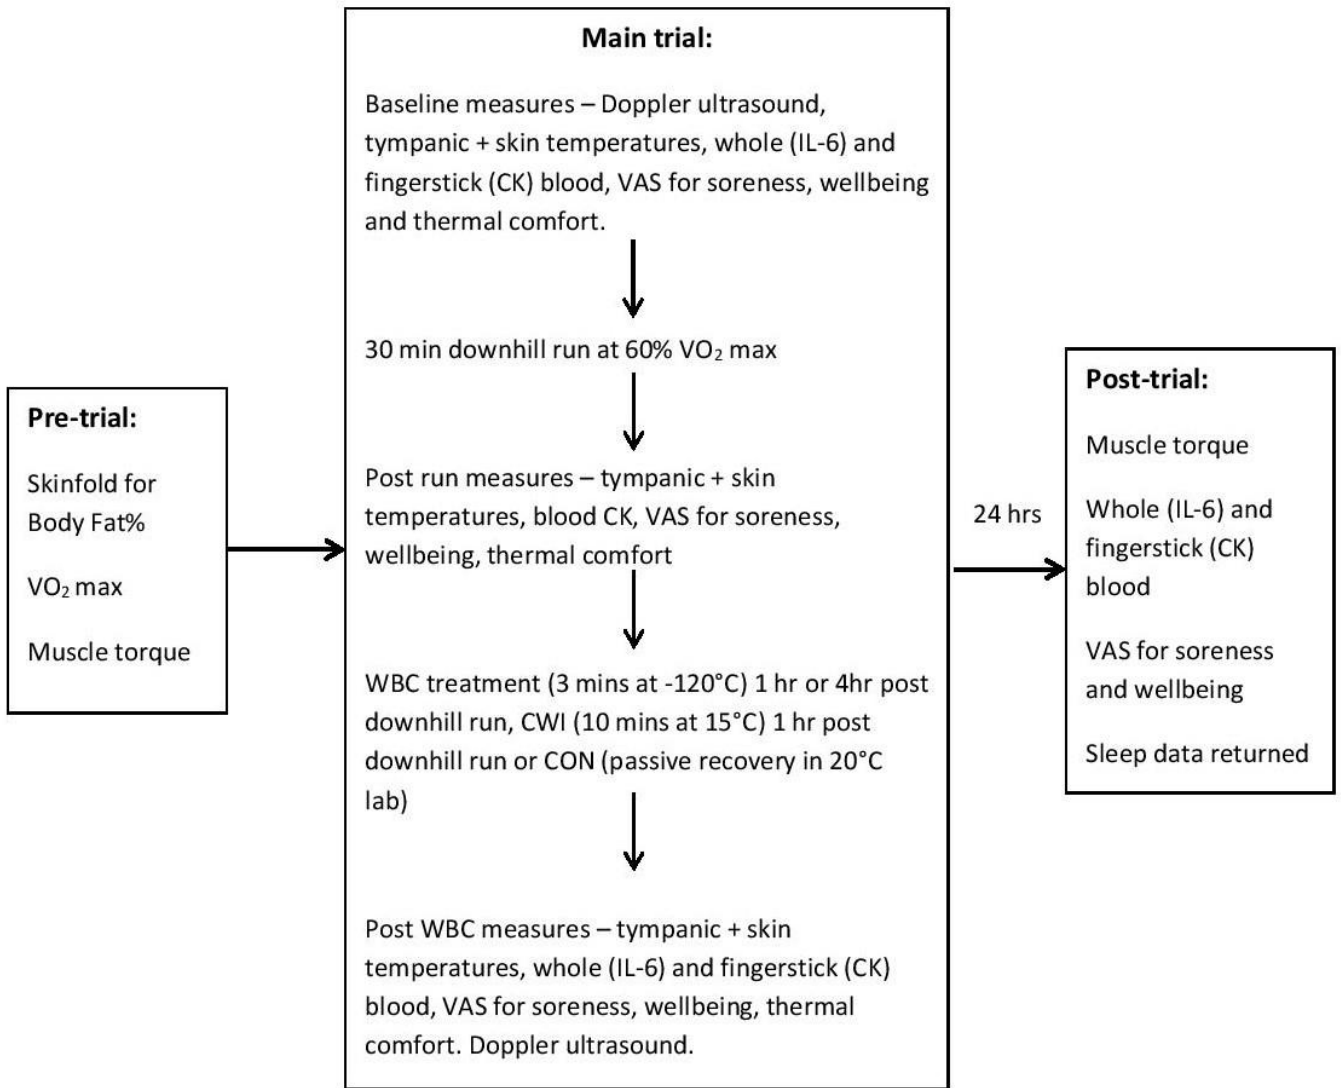 Pre-trial:
Skinfold for
Body Fat%
VO₂ max
Muscle torque
Main trial:
Baseline measures – Doppler ultrasound,
tympanic + skin temperatures, whole (IL-6) and
fingerstick (CK) blood, VAS for soreness, wellbeing
and thermal comfort.
30 min downhill run at 60% VO₂ max
Post run measures – tympanic + skin
temperatures, blood CK, VAS for soreness,
wellbeing, thermal comfort
WBC treatment (3 mins at -120°C) 1 hr or 4hr post
downhill run, CWI (10 mins at 15°C) 1 hr post
downhill run or CON (passive recovery in 20°C
lab)
Post WBC measures – tympanic + skin
temperatures, whole (IL-6) and fingerstick (CK)
blood, VAS for soreness, wellbeing, thermal
comfort. Doppler ultrasound.
24 hrs
Post-trial:
Muscle torque
Whole (IL-6) and
fingerstick (CK)
blood
VAS for soreness
and wellbeing
Sleep data returned